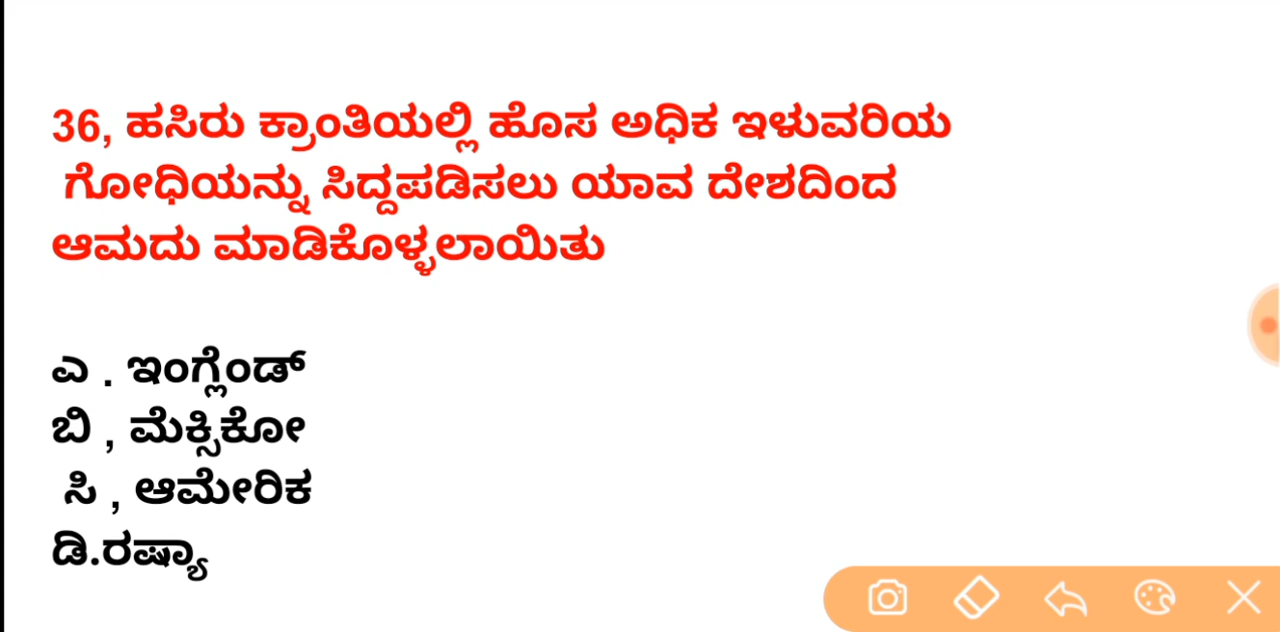 36, ಹಸಿರು ಕ್ರಾಂತಿಯಲ್ಲಿ ಹೊಸ ಅಧಿಕ ಇಳುವರಿಯ
ಗೋಧಿಯನ್ನು ಸಿದ್ದಪಡಿಸಲು ಯಾವ ದೇಶದಿಂದ
ಆಮದು ಮಾಡಿಕೊಳ್ಳಲಾಯಿತು
ಎ . ಇಂಗ್ಲೆಂಡ್
ಬಿ , ಮೆಕ್ಸಿಕೋ
ಸಿ , ಆಮೇರಿಕ
ಡಿ.ರಷ್ಯಾ